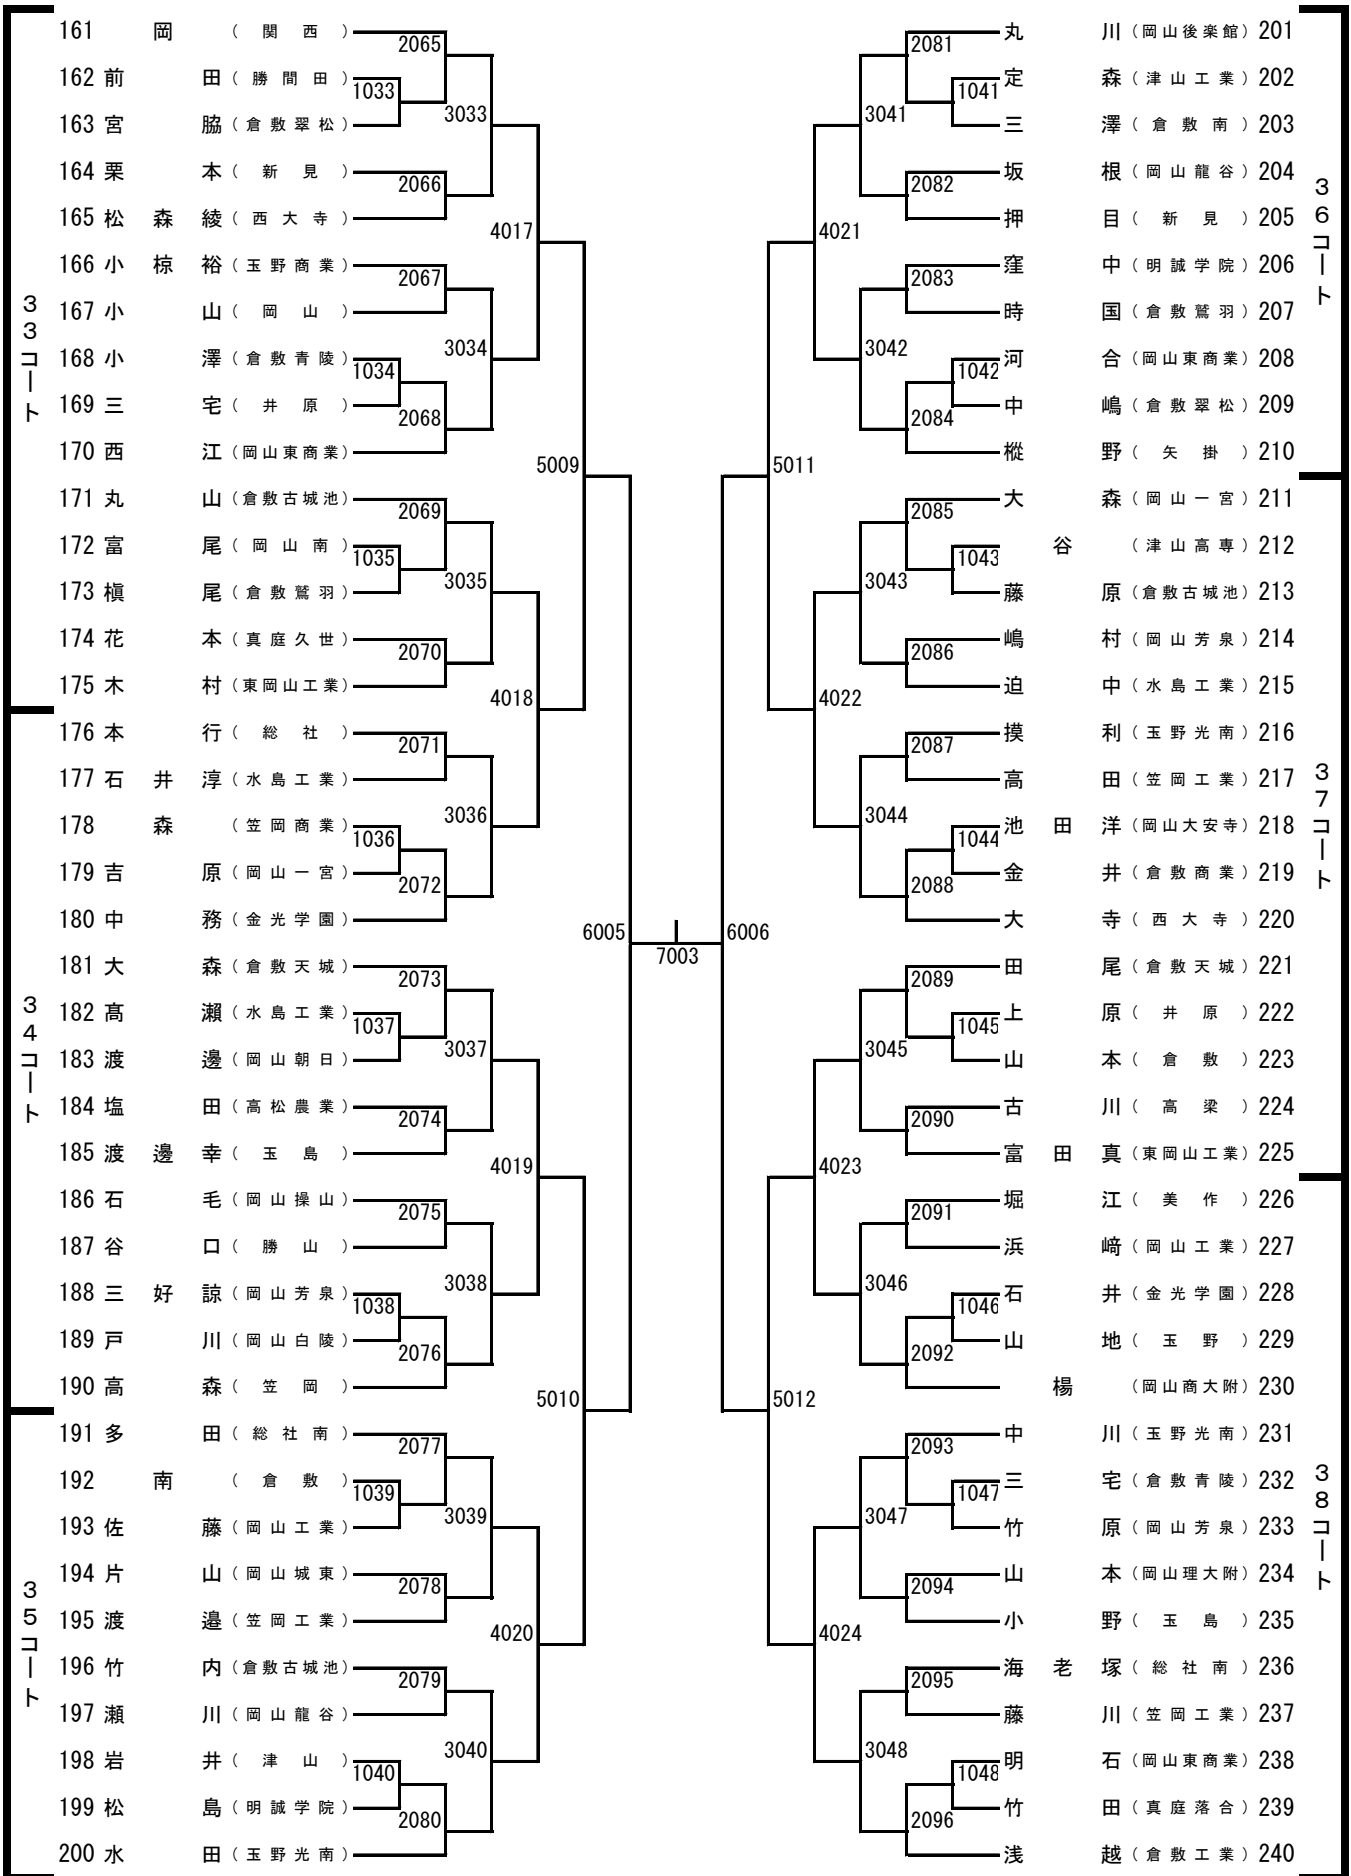 33コート
161 岡 (関西)
162 前田 (勝間田)
163 宮脇 (倉敷翠松)
164 栗本 (新見)
165 松森綾 (西大寺)
166 小椋裕 (玉野商業)
167 小山 (岡山)
168 小澤 (倉敷青陵)
169 三宅 (井原)
170 西江 (岡山東商業)
171 丸山 (倉敷古城池)
172 富尾 (岡山南)
173 槇尾 (倉敷鷲羽)
174 花本 (真庭久世)
175 木村 (東岡山工業)
34コート
176 本行 (総社)
177 石井淳 (水島工業)
178 森 (笠岡商業)
179 吉原 (岡山一宮)
180 中務 (金光学園)
181 大森 (倉敷天城)
182 髙瀬 (水島工業)
183 渡邊 (岡山朝日)
184 塩田 (高松農業)
185 渡邊幸 (玉島)
186 石毛 (岡山操山)
187 谷口 (勝山)
188 三好諒 (岡山芳泉)
189 戸川 (岡山白陵)
190 高森 (笠岡)
35コート
191 多田 (総社南)
192 南 (倉敷)
193 佐藤 (岡山工業)
194 片山 (岡山城東)
195 渡邉 (笠岡工業)
196 竹内 (倉敷古城池)
197 瀬川 (岡山龍谷)
198 岩井 (津山)
199 松島 (明誠学院)
200 水田 (玉野光南)
1033
1034
1035
1036
1037
1038
1039
1040
2065
2066
2067
2068
2069
2070
2071
2072
2073
2074
2075
2076
2077
2078
2079
2080
3033
3034
3035
3036
3037
3038
3039
3040
4017
4018
4019
4020
5009
5010
6005
7003
6006
5011
5012
4021
4022
4023
4024
3041
3042
3043
3044
3045
3046
3047
3048
2081
2082
2083
2084
2085
2086
2087
2088
2089
2090
2091
2092
2093
2094
2095
2096
1041
1042
1043
1044
1045
1046
1047
1048
36コート
丸川 (岡山後楽館) 201
定森 (津山工業) 202
三澤 (倉敷南) 203
坂根 (岡山龍谷) 204
押目 (新見) 205
窪中 (明誠学院) 206
時国 (倉敷鷲羽) 207
河合 (岡山東商業) 208
中嶋 (倉敷翠松) 209
樅野 (矢掛) 210
37コート
大森 (岡山一宮) 211
谷 (津山高専) 212
藤原 (倉敷古城池) 213
嶋村 (岡山芳泉) 214
迫中 (水島工業) 215
摸利 (玉野光南) 216
高田 (笠岡工業) 217
池田洋 (岡山大安寺) 218
金井 (倉敷商業) 219
大寺 (西大寺) 220
田尾 (倉敷天城) 221
上原 (井原) 222
山本 (倉敷) 223
古川 (高梁) 224
富田真 (東岡山工業) 225
38コート
堀江 (美作) 226
浜﨑 (岡山工業) 227
石井 (金光学園) 228
山地 (玉野) 229
楊 (岡山商大附) 230
中川 (玉野光南) 231
三宅 (倉敷青陵) 232
竹原 (岡山芳泉) 233
山本 (岡山理大附) 234
小野 (玉島) 235
海老塚 (総社南) 236
藤川 (笠岡工業) 237
明石 (岡山東商業) 238
竹田 (真庭落合) 239
浅越 (倉敷工業) 240